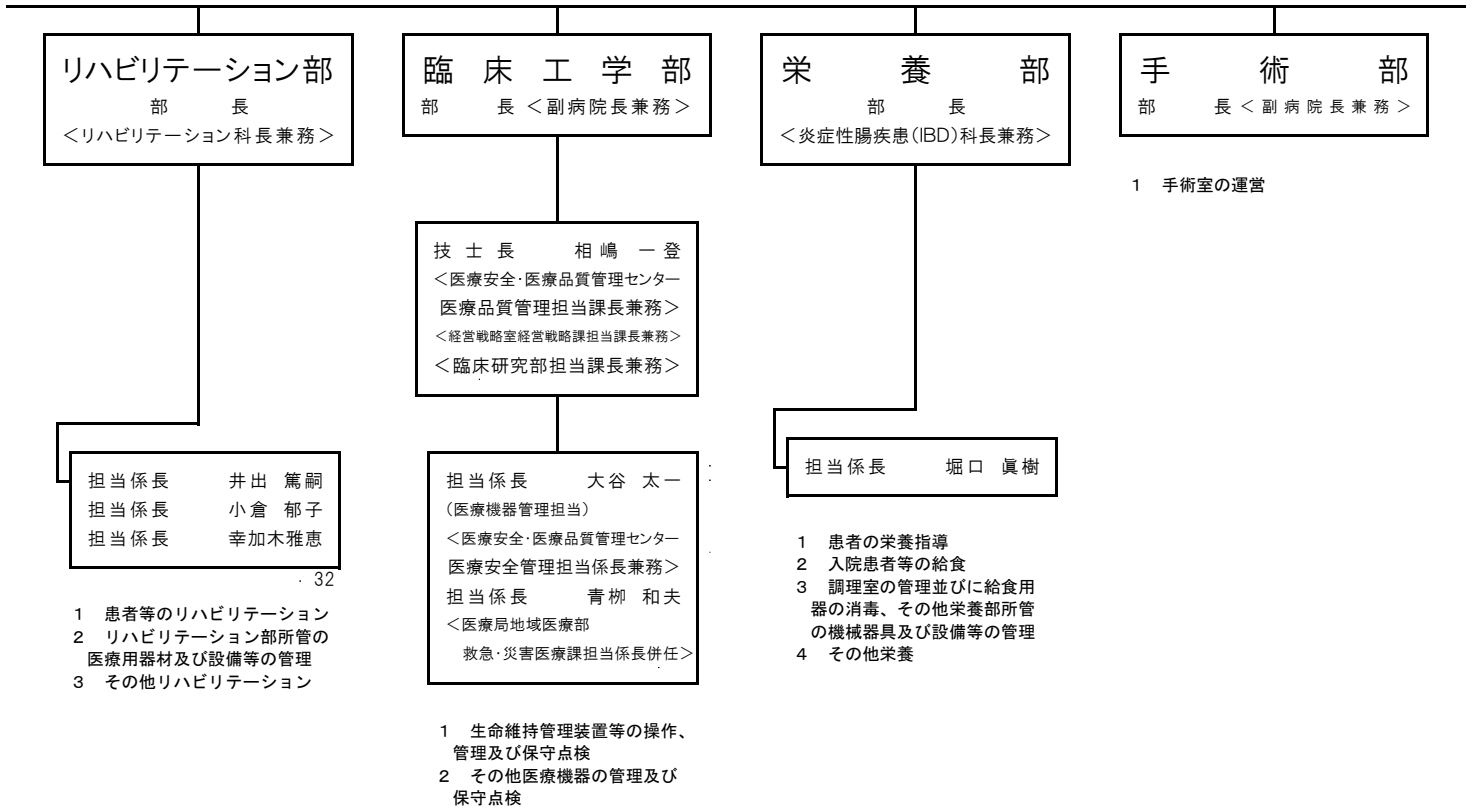 リハビリテーション部
部 長
＜リハビリテーション科長兼務＞
担当係長 井出 篤嗣
担当係長 小倉 郁子
担当係長 幸加木雅恵
32
1 患者等のリハビリテーション
2 リハビリテーション部所管の
医療用器材及び設備等の管理
3 その他リハビリテーション
臨床工学部
部 長＜副病院長兼務＞
技士長 相嶋 一登
＜医療安全･医療品質管理センター
医療品質管理担当課長兼務＞
＜経営戦略室経営戦略課担当課長兼務＞
＜臨床研究部担当課長兼務＞
担当係長 大谷 太一
(医療機器管理担当)
＜医療安全･医療品質管理センター
医療安全管理担当係長兼務＞
担当係長 青栁 和夫
＜医療局地域医療部
救急･災害医療課担当係長併任＞
1 生命維持管理装置等の操作、
管理及び保守点検
2 その他医療機器の管理及び
保守点検
栄養部
部 長
＜炎症性腸疾患(IBD)科長兼務＞
担当係長 堀口 眞樹
1 患者の栄養指導
2 入院患者等の給食
3 調理室の管理並びに給食用
器の消毒、その他栄養部所管
の機械器具及び設備等の管理
4 その他栄養
手術部
部 長＜副病院長兼務＞
1 手術室の運営